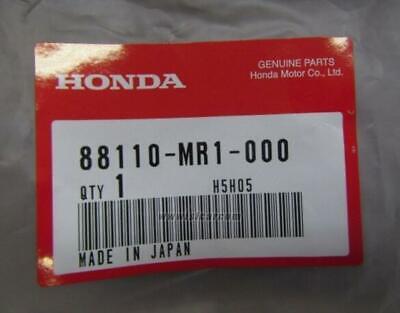 GENUINE PARTS
HONDA
Honda Motor Co., Ltd.
88110-MR1-000
QTY 1 H5H05
MADE IN JAPAN